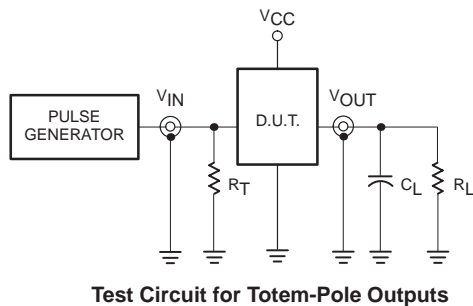 VCC
VIN
VOUT
PULSE
GENERATOR
D.U.T.
RT
CL
RL
Test Circuit for Totem-Pole Outputs